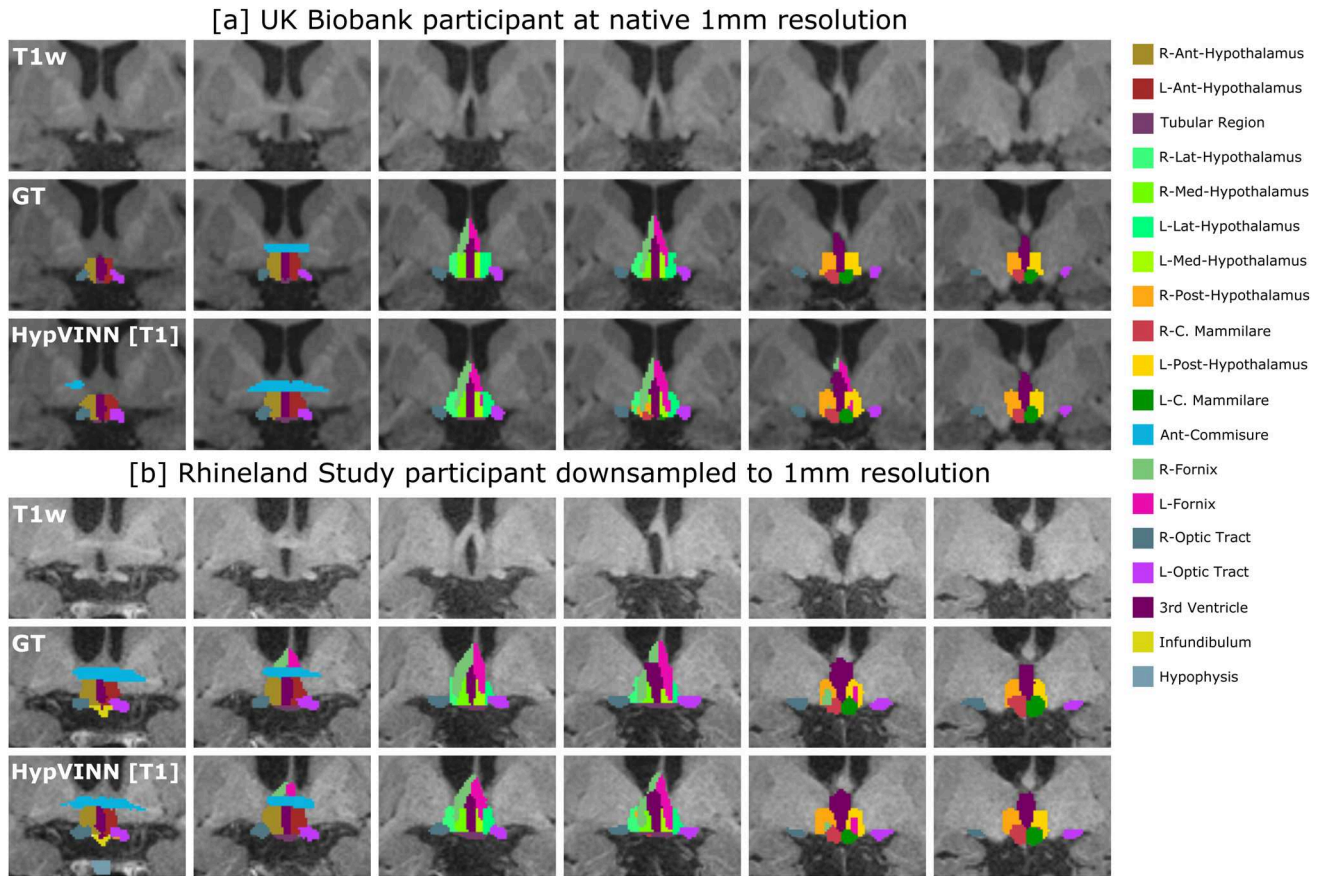 [a] UK Biobank participant at native 1mm resolution
T1w
GT
HypVINN [T1]
[b] Rhineland Study participant downsampled to 1mm resolution
T1w
GT
HypVINN [T1]
R-Ant-Hypothalamus
L-Ant-Hypothalamus
Tubular Region
R-Lat-Hypothalamus
R-Med-Hypothalamus
L-Lat-Hypothalamus
L-Med-Hypothalamus
R-Post-Hypothalamus
R-C. Mammilare
L-Post-Hypothalamus
L-C. Mammilare
Ant-Commisure
R-Fornix
L-Fornix
R-Optic Tract
L-Optic Tract
3rd Ventricle
Infundibulum
Hypophysis